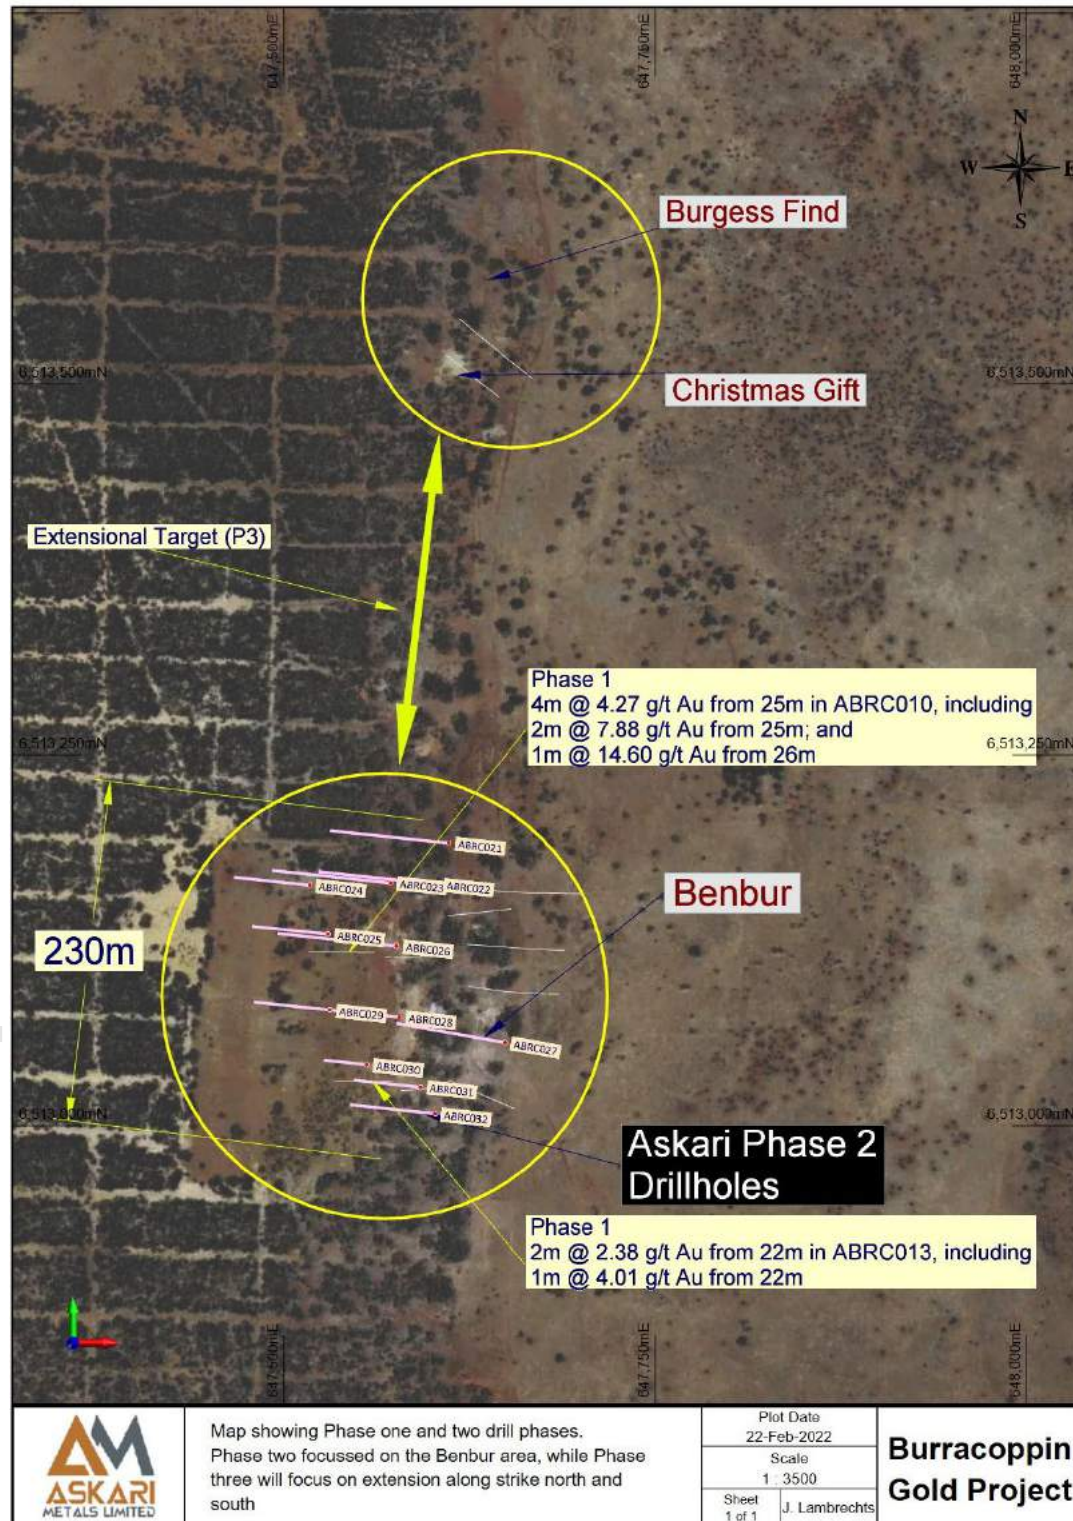 647,500mE
647,750mE
648,000mE
N
W
E
S
Burgess Find
6,513,500mN
6,513,500mN
Christmas Gift
Extensional Target (P3)
Phase 1
4m @ 4.27 g/t Au from 25m in ABRC010, including
2m @ 7.88 g/t Au from 25m; and
1m @ 14.60 g/t Au from 26m
6,513,250mN
6,513,250mN
ABRC021
ABRC024
ABRC023
ABRC022
Benbur
230m
ABRC025
ABRC026
ABRC029
ABRC028
ABRC027
ABRC030
ABRC031
ABRC032
6,513,000mN
6,513,000mN
Askari Phase 2
Drillholes
Phase 1
2m @ 2.38 g/t Au from 22m in ABRC013, including
1m @ 4.01 g/t Au from 22m
647,500mE
647,750mE
648,000mE
AM
ASKARI
METALS LIMITED
Map showing Phase one and two drill phases.
Phase two focussed on the Benbur area, while Phase
three will focus on extension along strike north and
south
Plot Date
22-Feb-2022
Scale
1 : 3500
Sheet
1 of 1
J. Lambrechts
Burracoppin
Gold Project